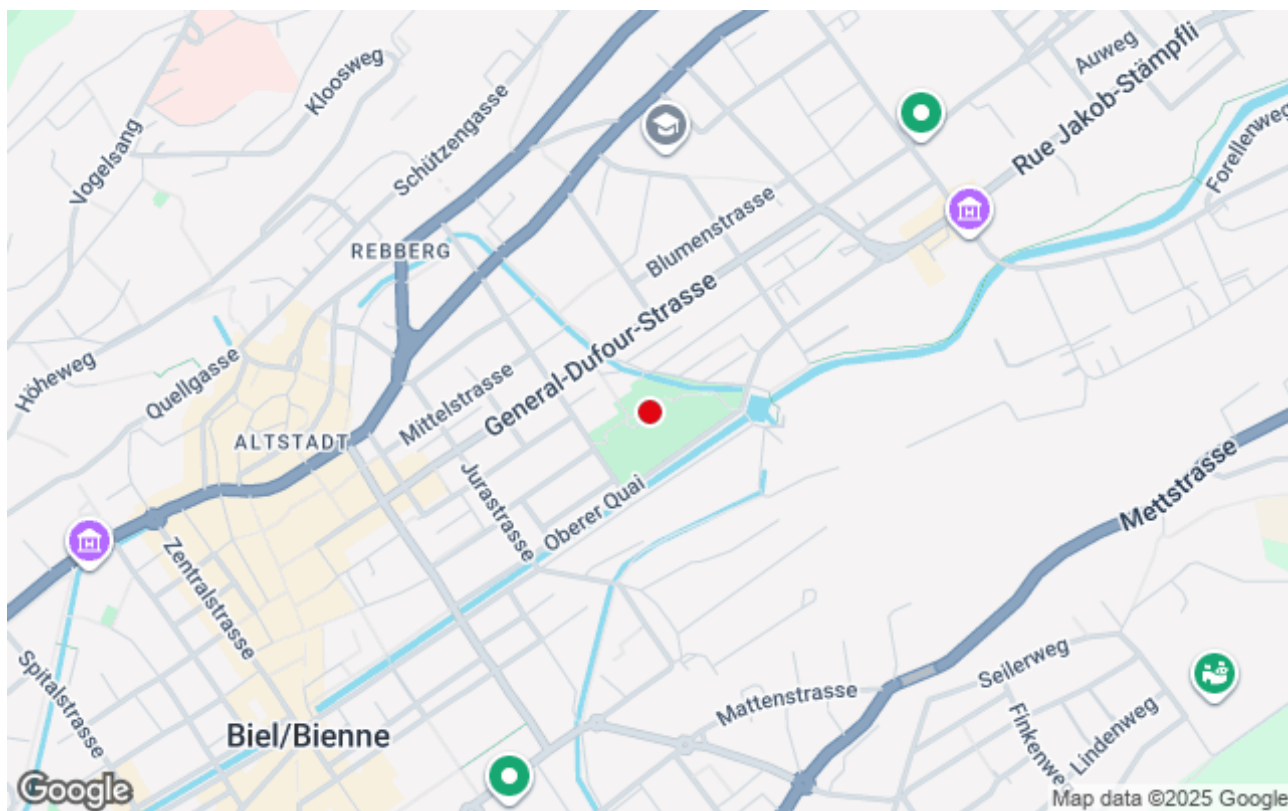 Auweg
Kloosweg
Rue Jakob-Stämpfli
Vogelsang
Schützengasse
Forellenweg
REBBERG
Blumenstrasse
General-Dufour-Strasse
Höheweg
Quellgasse
Mittelstrasse
ALTSTADT
Jurastrasse
Oberer Quai
Mettstrasse
Zentralstrasse
Spitalstrasse
Seilerweg
Mattenstrasse
Finkenweg
Lindenweg
Biel/Bienne
Google
Map data ©2025 Google